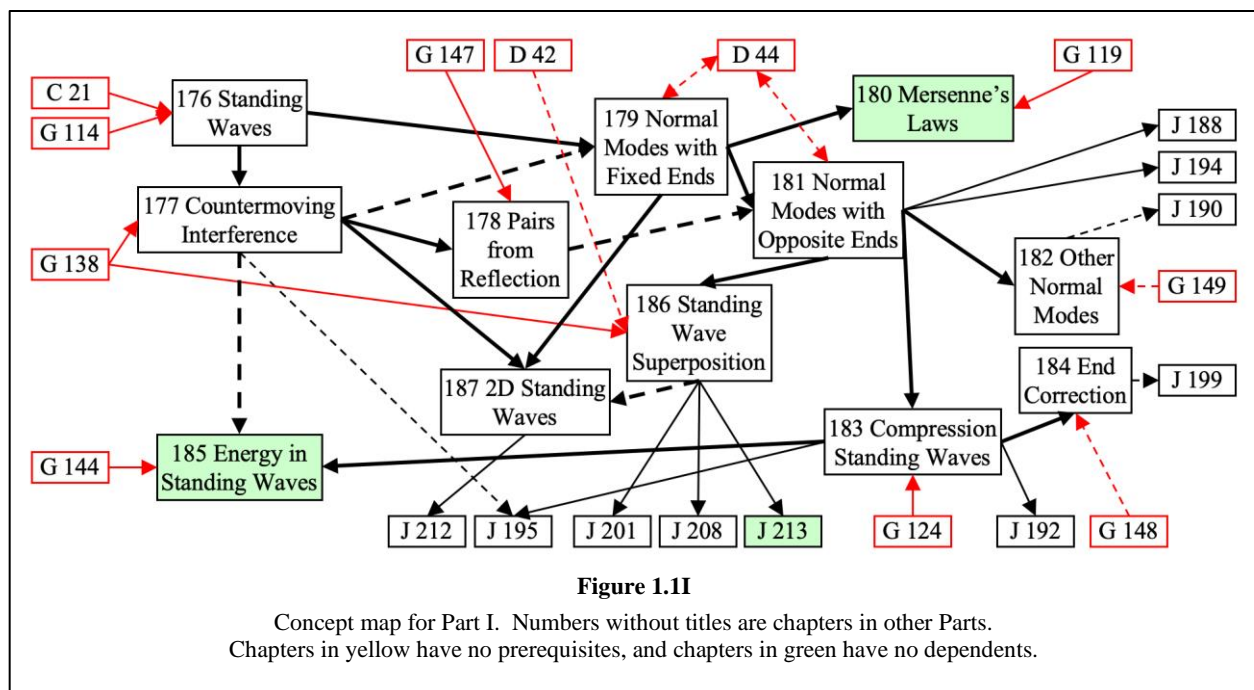 G 147
D 42
D 44
G 119
C 21
G 114
176 Standing
Waves
179 Normal
Modes with
Fixed Ends
180 Mersenne's
Laws
J 188
J 194
J 190
177 Countermoving
Interference
178 Pairs
from
Reflection
181 Normal
Modes with
Opposite Ends
G 138
182 Other
Normal
Modes
G 149
186 Standing
Wave
Superposition
187 2D Standing
Waves
184 End
Correction
J 199
183 Compression
Standing Waves
G 144
185 Energy in
Standing Waves
J 212
J 195
J 201
J 208
J 213
G 124
J 192
G 148
Figure 1.1I
Concept map for Part I. Numbers without titles are chapters in other Parts.
Chapters in yellow have no prerequisites, and chapters in green have no dependents.